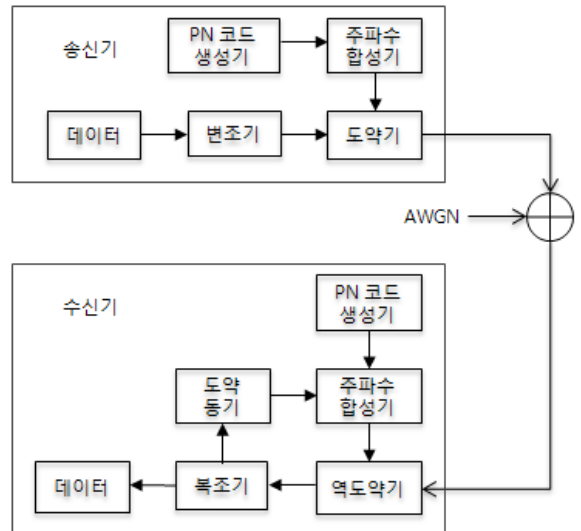 송신기
PN 코드
생성기
주파수
합성기
데이터
변조기
도약기
AWGN
수신기
PN 코드
생성기
도약
동기
주파수
합성기
데이터
복조기
역도약기